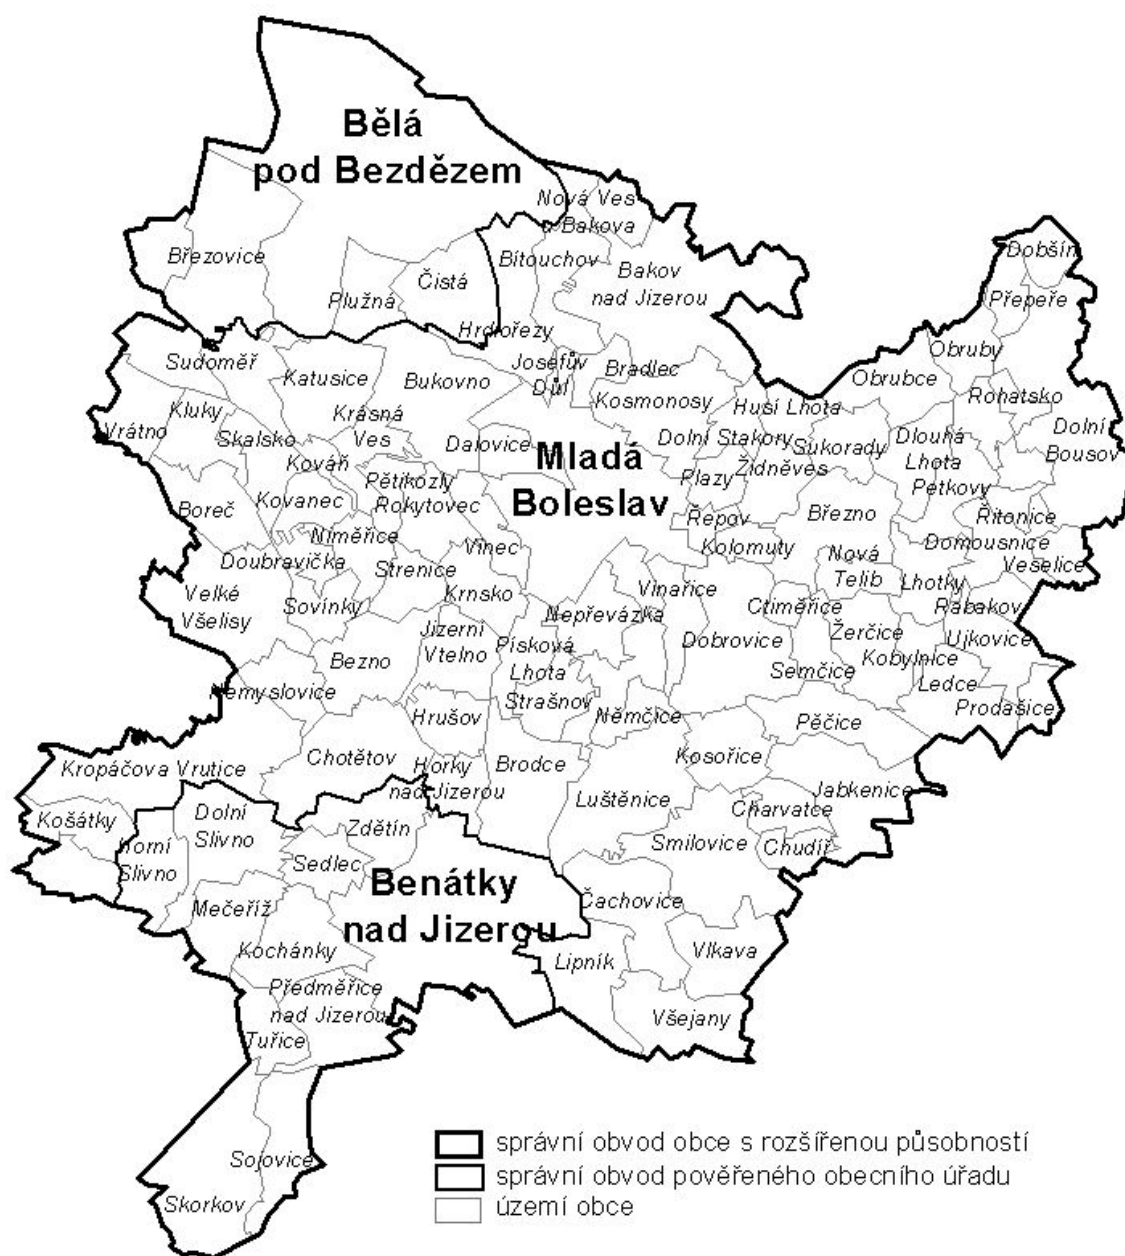 Bělá
pod Bezdězem
Nová Ves
u Bakova
Březovice
Čistá
Bítouchov
Bakov
nad Jizerou
Dobšín
Plužná
Přepeře
Hrdlořezy
Sudoměř
Katusice
Bukovno
Josefův
Důl
Bradlec
Obruby
Obrubce
Rohatsko
Kosmonosy
Husí Lhota
Kluky
Vrátno
Skalsko
Krásná
Ves
Dalovice
Mladá
Boleslav
Dolní Stakory
Sukorady
Dlouhá
Lhota
Dolní
Bousov
Kováň
Pětikozly
Plazy
Židněves
Petkovy
Boreč
Kovanec
Rokytovec
Řepov
Březno
Řitonice
Niměřice
Vinec
Kolomuty
Domousnice
Doubravička
Strenice
Nová
Telib
Veselice
Velké
Všelisy
Sovínky
Krnsko
Nepřevázka
Vinařice
Ctiměřice
Lhotky
Rabakov
Jizerní
Vtelno
Písková
Lhota
Dobrovice
Žerčice
Ujkovice
Bezno
Semčice
Kobylnice
Ledce
Nemyslovice
Strašnov
Prodašice
Hrušov
Němčice
Pěčice
Kropáčova Vrutice
Chotětov
Horky
nad Jizerou
Brodce
Kosořice
Jabkenice
Košátky
Dolní
Slivno
Luštěnice
Charvatce
Horní
Slivno
Zdětín
Smilovice
Chudíř
Sedlec
Benátky
nad Jizerou
Čachovice
Mečeříž
Kochánky
Lipník
Vlkava
Předměřice
nad Jizerou
Všejany
Tuřice
Sojovice
Skorkov
správní obvod obce s rozšířenou působností
správní obvod pověřeného obecního úřadu
území obce